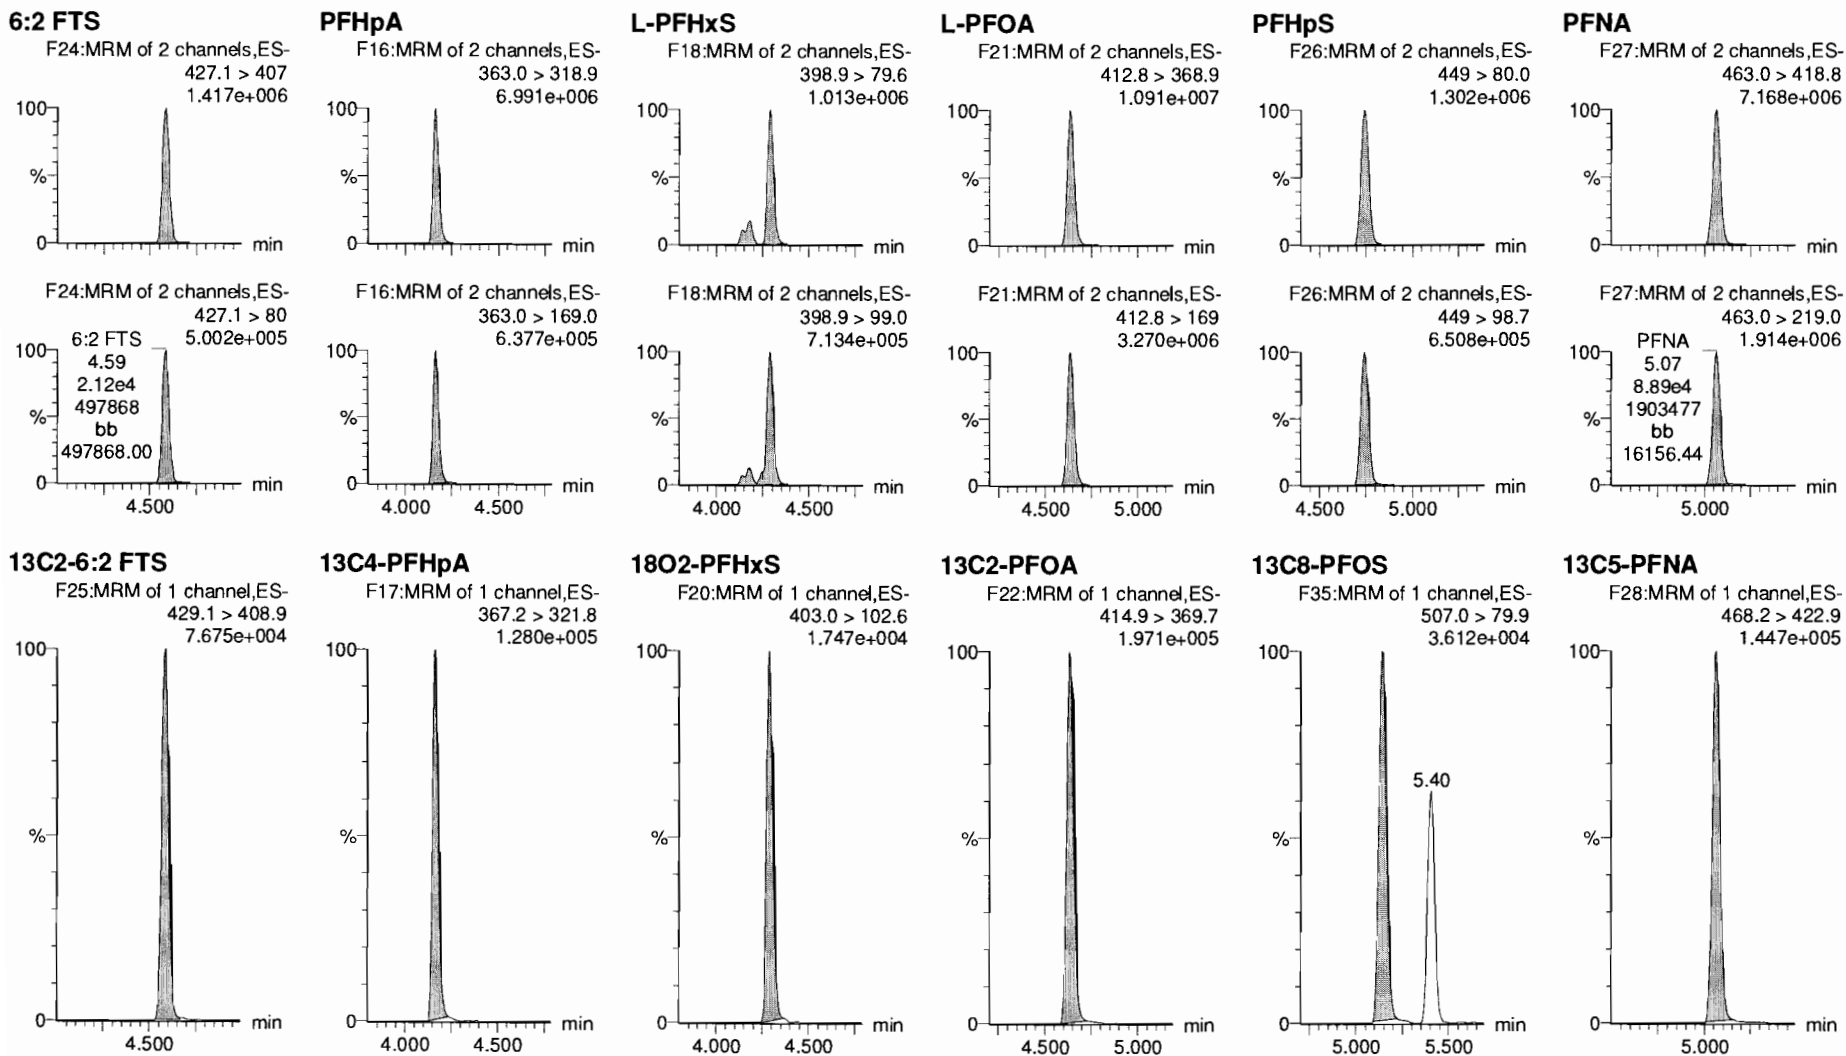 6:2 FTS
F24:MRM of 2 channels,ES-
427.1 > 407
1.417e+006
100
%
0
min
PFHpA
F16:MRM of 2 channels,ES-
363.0 > 318.9
6.991e+006
100
%
0
min
L-PFHxS
F18:MRM of 2 channels,ES-
398.9 > 79.6
1.013e+006
100
%
0
min
L-PFOA
F21:MRM of 2 channels,ES-
412.8 > 368.9
1.091e+007
100
%
0
min
PFHpS
F26:MRM of 2 channels,ES-
449 > 80.0
1.302e+006
100
%
0
min
PFNA
F27:MRM of 2 channels,ES-
463.0 > 418.8
7.168e+006
100
%
0
min
F24:MRM of 2 channels,ES-
427.1 > 80
5.002e+005
6:2 FTS
4.59
2.12e4
497868
bb
497868.00
100
%
0
min
4.500
F16:MRM of 2 channels,ES-
363.0 > 169.0
6.377e+005
100
%
0
min
4.000 4.500
F18:MRM of 2 channels,ES-
398.9 > 99.0
7.134e+005
100
%
0
min
4.000 4.500
F21:MRM of 2 channels,ES-
412.8 > 169
3.270e+006
100
%
0
min
4.500 5.000
F26:MRM of 2 channels,ES-
449 > 98.7
6.508e+005
100
%
0
min
4.500 5.000
F27:MRM of 2 channels,ES-
463.0 > 219.0
1.914e+006
PFNA
5.07
8.89e4
1903477
bb
16156.44
100
%
0
min
5.000
13C2-6:2 FTS
F25:MRM of 1 channel,ES-
429.1 > 408.9
7.675e+004
100
%
0
min
4.500
13C4-PFHpA
F17:MRM of 1 channel,ES-
367.2 > 321.8
1.280e+005
100
%
0
min
4.000 4.500
18O2-PFHxS
F20:MRM of 1 channel,ES-
403.0 > 102.6
1.747e+004
100
%
0
min
4.000 4.500
13C2-PFOA
F22:MRM of 1 channel,ES-
414.9 > 369.7
1.971e+005
100
%
0
min
4.500 5.000
13C8-PFOS
F35:MRM of 1 channel,ES-
507.0 > 79.9
3.612e+004
100
5.40
%
0
min
5.000 5.500
13C5-PFNA
F28:MRM of 1 channel,ES-
468.2 > 422.9
1.447e+005
100
%
0
min
5.000